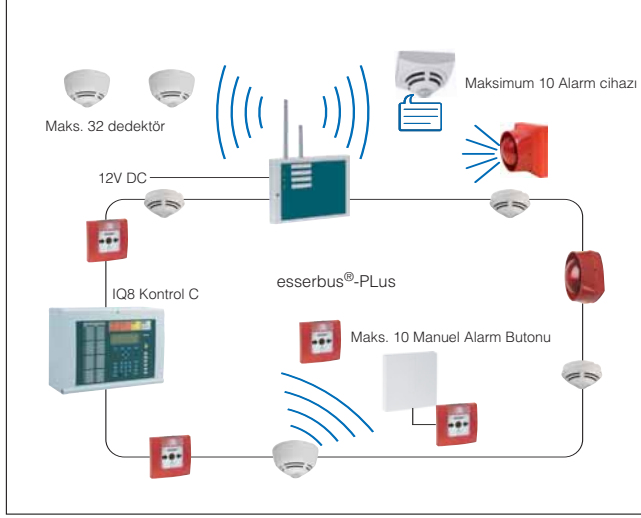 Maksimum 10 Alarm cihazı
Maks. 32 dedektör
12V DC
esserbus®-PLus
IQ8 Kontrol C
Maks. 10 Manuel Alarm Butonu